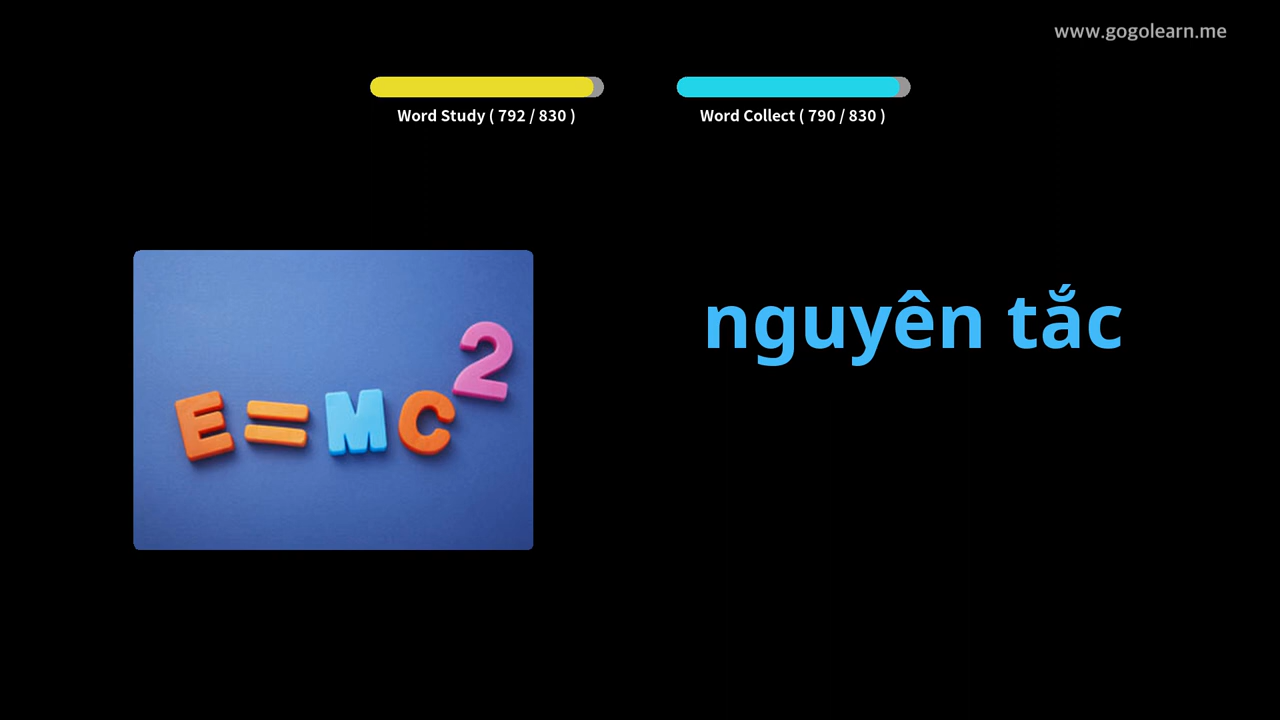 www.gogolearn.me
Word Study ( 792 / 830 )
Word Collect ( 790 / 830 )
nguyên tắc
E=MC²